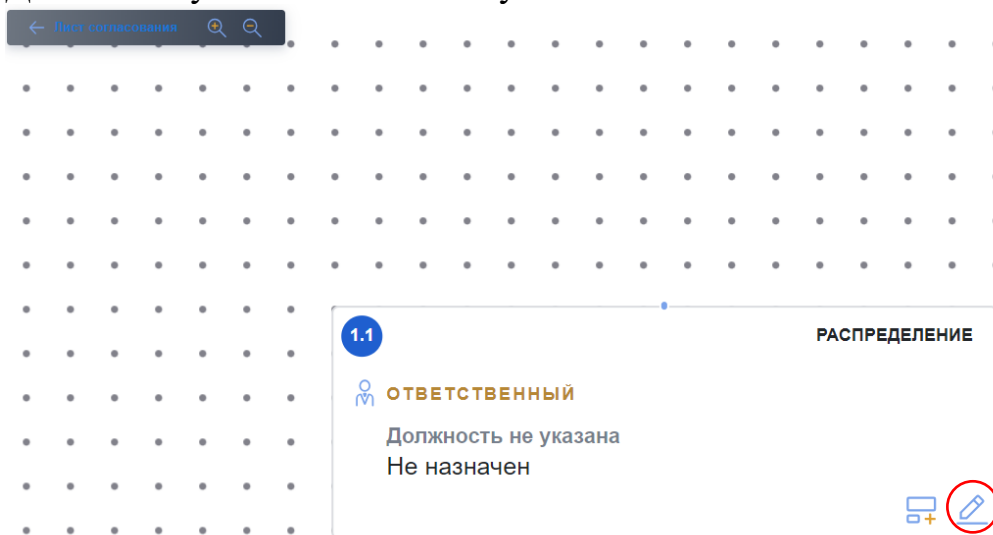 Лист согласования
1.1
РАСПРЕДЕЛЕНИЕ
ОТВЕТСТВЕННЫЙ
Должность не указана
Не назначен